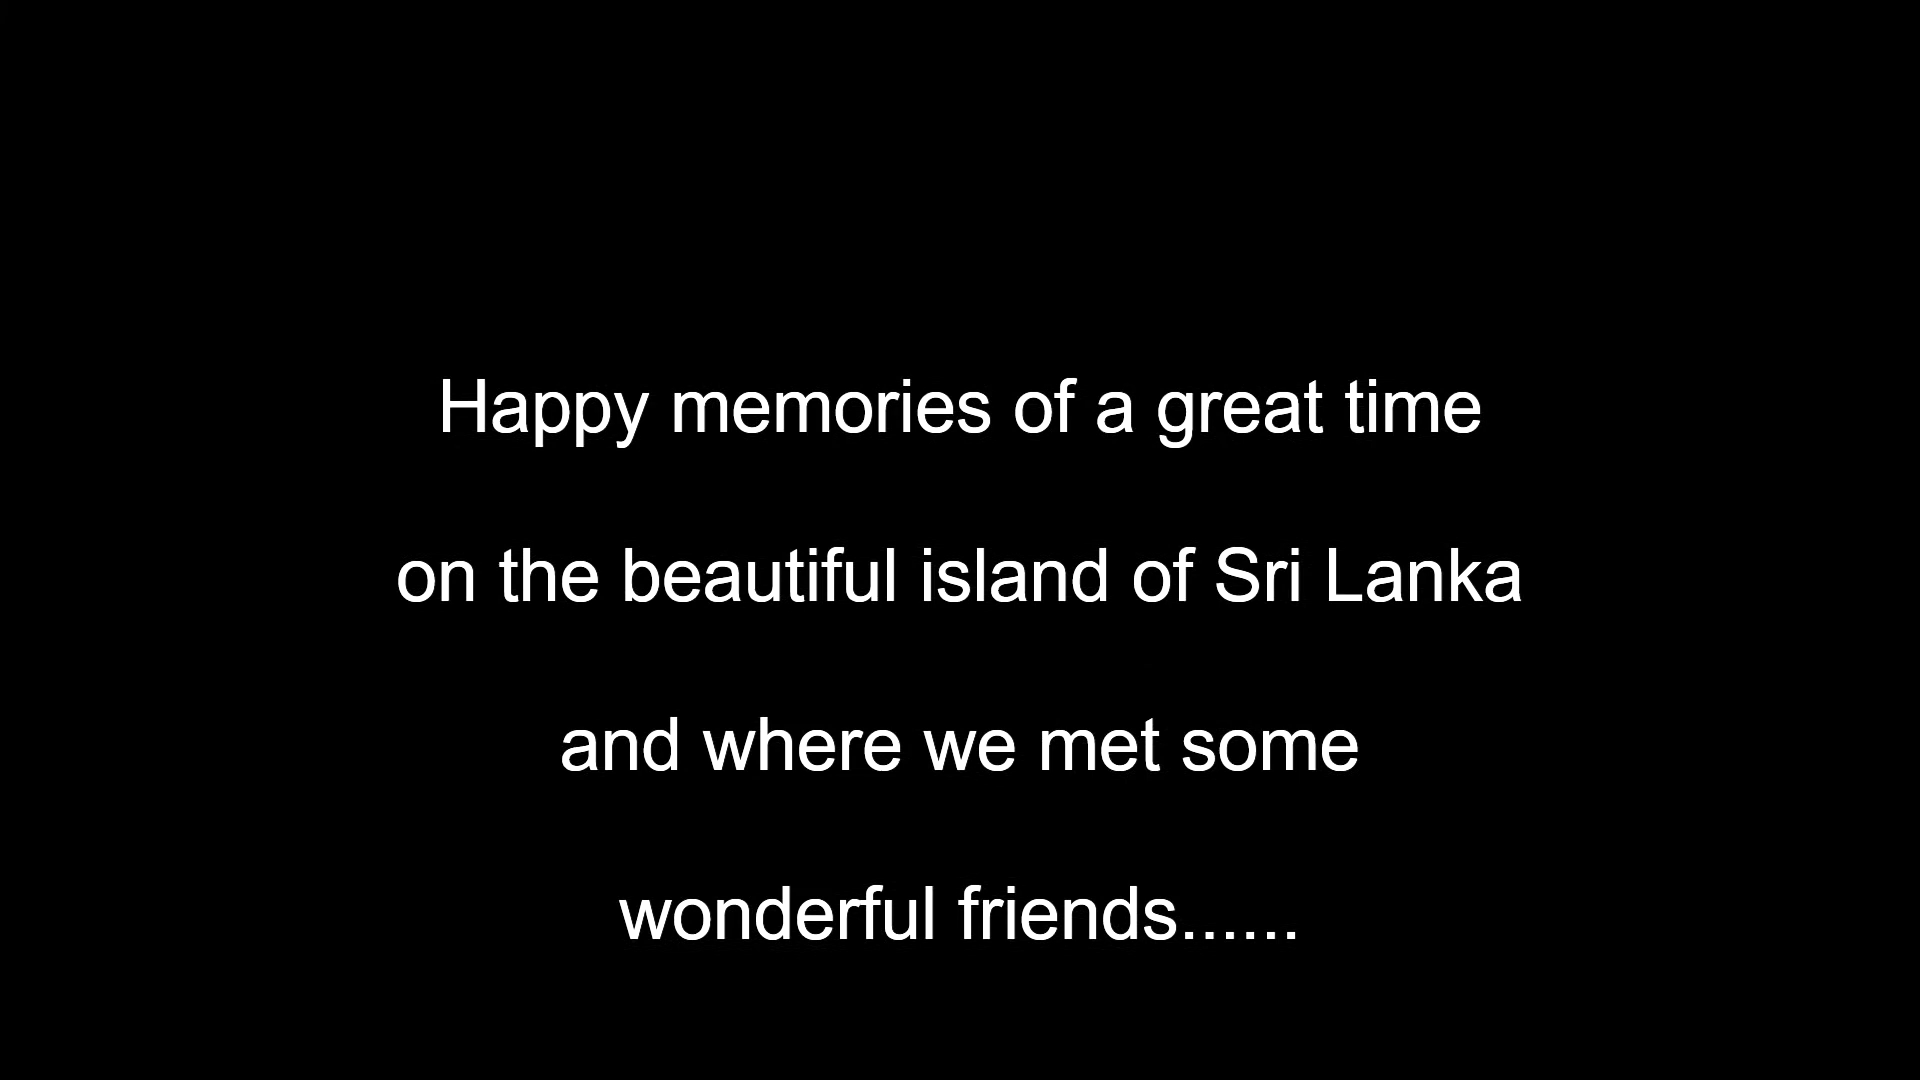 Happy memories of a great time
on the beautiful island of Sri Lanka
and where we met some
wonderful friends......